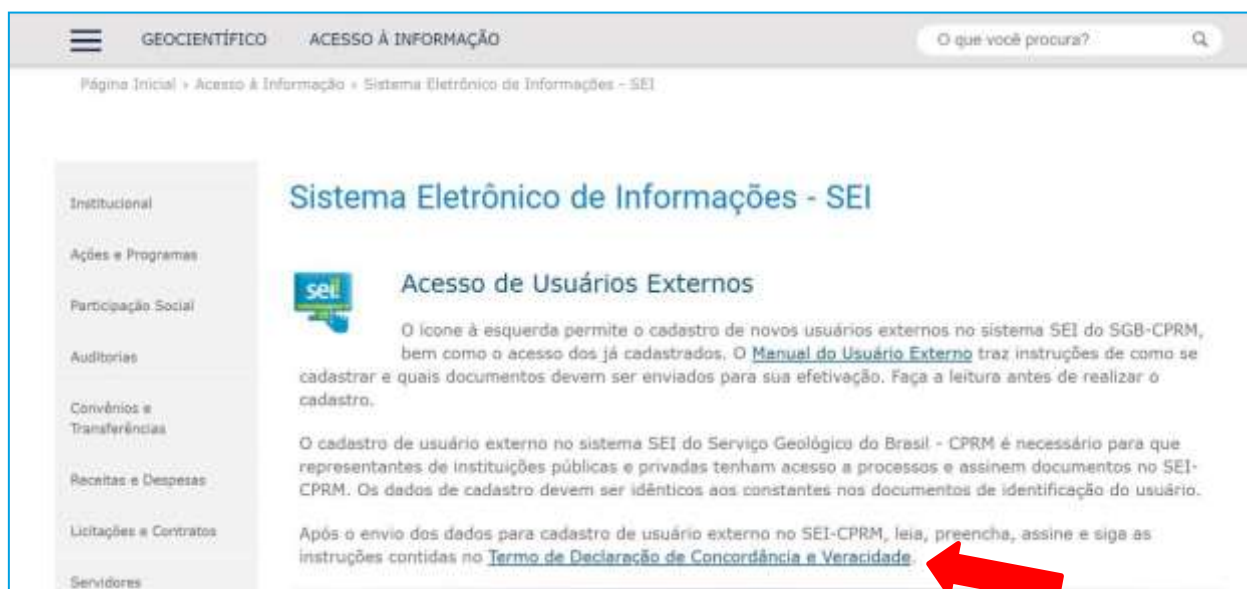 GEOCIENTÍFICO ACESSO À INFORMAÇÃO O que você procura?
Página Inicial » Acesso à Informação » Sistema Eletrônico de Informações - SEI
Institucional
Ações e Programas
Participação Social
Auditorias
Convênios e
Transferências
Receitas e Despesas
Licitações e Contratos
Servidores
Sistema Eletrônico de Informações - SEI
sei!
Acesso de Usuários Externos
O ícone à esquerda permite o cadastro de novos usuários externos no sistema SEI do SGB-CPRM,
bem como o acesso dos já cadastrados. O Manual do Usuário Externo traz instruções de como se
cadastrar e quais documentos devem ser enviados para sua efetivação. Faça a leitura antes de realizar o
cadastro.
O cadastro de usuário externo no sistema SEI do Serviço Geológico do Brasil - CPRM é necessário para que
representantes de instituições públicas e privadas tenham acesso a processos e assinem documentos no SEI-
CPRM. Os dados de cadastro devem ser idênticos aos constantes nos documentos de identificação do usuário.
Após o envio dos dados para cadastro de usuário externo no SEI-CPRM, leia, preencha, assine e siga as
instruções contidas no Termo de Declaração de Concordância e Veracidade.